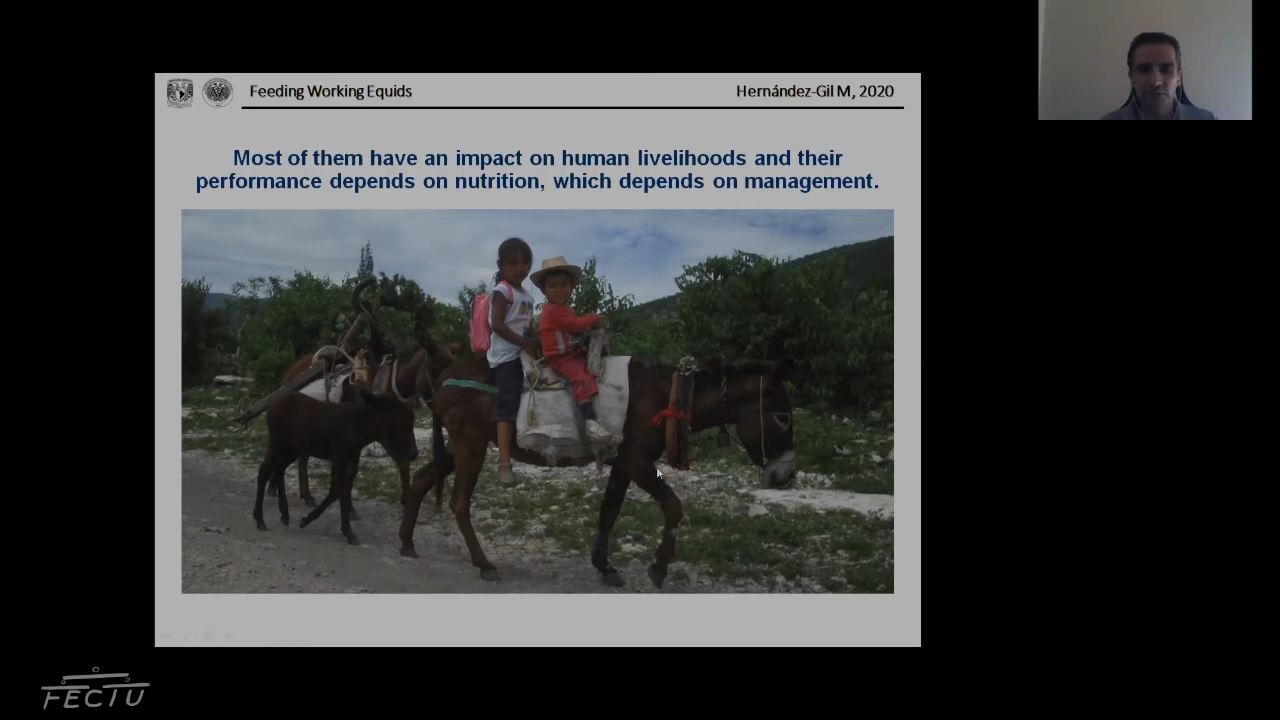 Feeding Working Equids
Hernández-Gil M, 2020
Most of them have an impact on human livelihoods and their
performance depends on nutrition, which depends on management.
FECTU